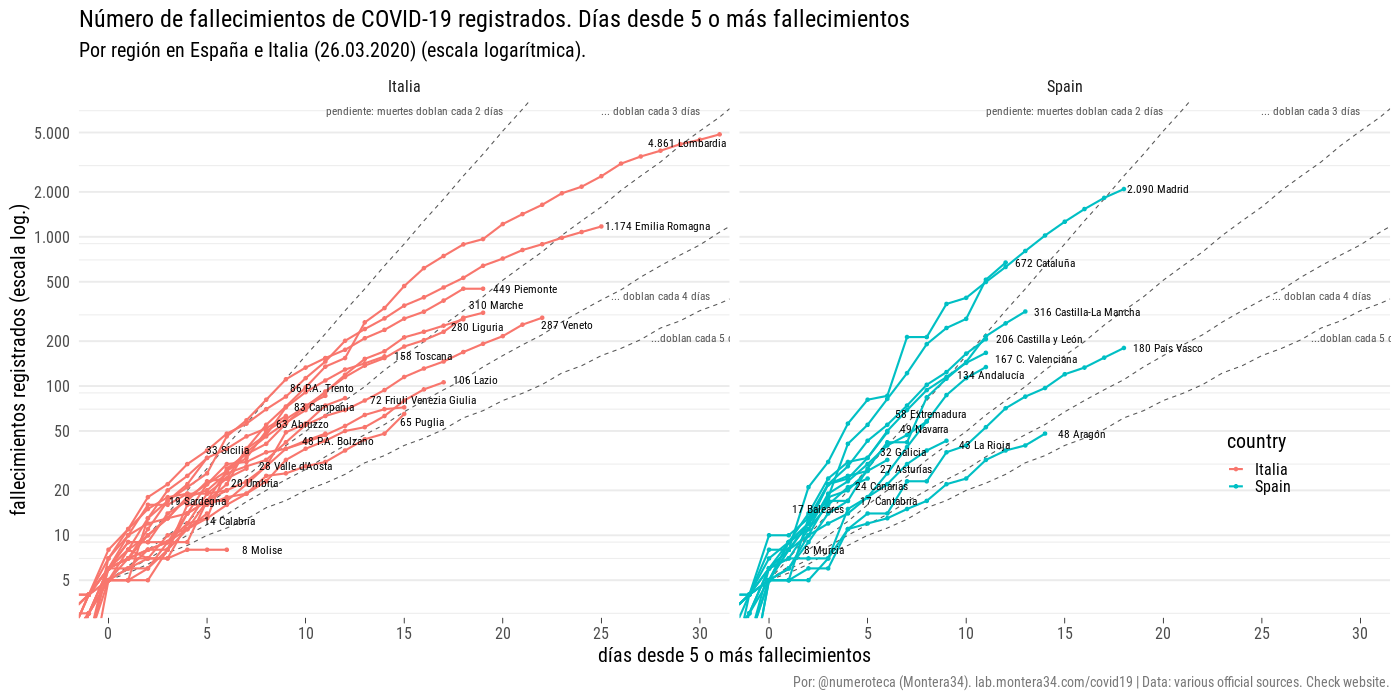 Número de fallecimientos de COVID-19 registrados. Días desde 5 o más fallecimientos
Por región en España e Italia (26.03.2020) (escala logarítmica).
Italia
Spain
pendiente: muertes doblan cada 2 días
... doblan cada 3 días
pendiente: muertes doblan cada 2 días
... doblan cada 3 días
5.000
2.000
1.000
500
200
100
50
20
10
5
fallecimientos registrados (escala log.)
4.861 Lombardia
1.174 Emilia Romagna
449 Piemonte
310 Marche
... doblan cada 4 días
280 Liguria
287 Veneto
...doblan cada 5 d
158 Toscana
106 Lazio
86 P.A. Trento
72 Friuli Venezia Giulia
83 Campania
65 Puglia
63 Abruzzo
48 P.A. Bolzano
33 Sicilia
28 Valle d'Aosta
20 Umbria
19 Sardegna
14 Calabria
8 Molise
2.090 Madrid
672 Cataluña
... doblan cada 4 días
316 Castilla-La Mancha
206 Castilla y León
...doblan cada 5 d
180 País Vasco
167 C. Valenciana
134 Andalucía
58 Extremadura
49 Navarra
48 Aragón
43 La Rioja
32 Galicia
27 Asturias
24 Canarias
17 Cantabria
17 Baleares
8 Murcia
country
Italia
Spain
0 5 10 15 20 25 30
0 5 10 15 20 25 30
días desde 5 o más fallecimientos
Por: @numeroteca (Montera34). lab.montera34.com/covid19 | Data: various official sources. Check website.